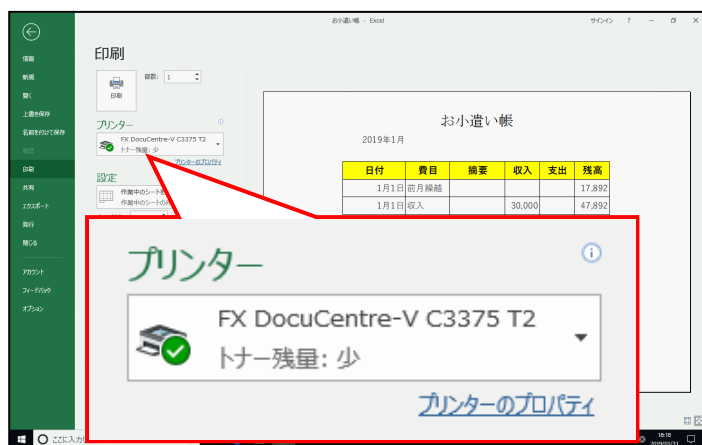 お小遣い帳 - Excel
サインイン ?
情報
新規
開く
上書き保存
名前を付けて保存
履歴
印刷
共有
エクスポート
発行
閉じる
アカウント
フィードバック
オプション
印刷
部数: 1
印刷
プリンター
FX DocuCentre-V C3375 T2
トナー残量: 少
プリンターのプロパティ
設定
お小遣い帳
2019年1月
日付 費目 摘要 収入 支出 残高
1月1日 前月繰越 17,892
1月1日 収入 30,000 47,892
プリンター
FX DocuCentre-V C3375 T2
トナー残量: 少
プリンターのプロパティ
ここに入力
18:18
2019/01/31